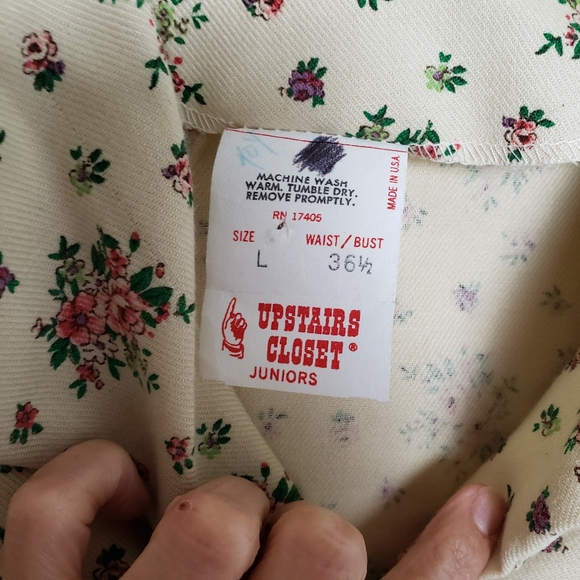 MACHINE WASH
WARM. TUMBLE DRY.
REMOVE PROMPTLY.
MADE IN U.S.A.
RN 17405
SIZE WAIST/BUST
L 36½
UPSTAIRS
CLOSET®
JUNIORS